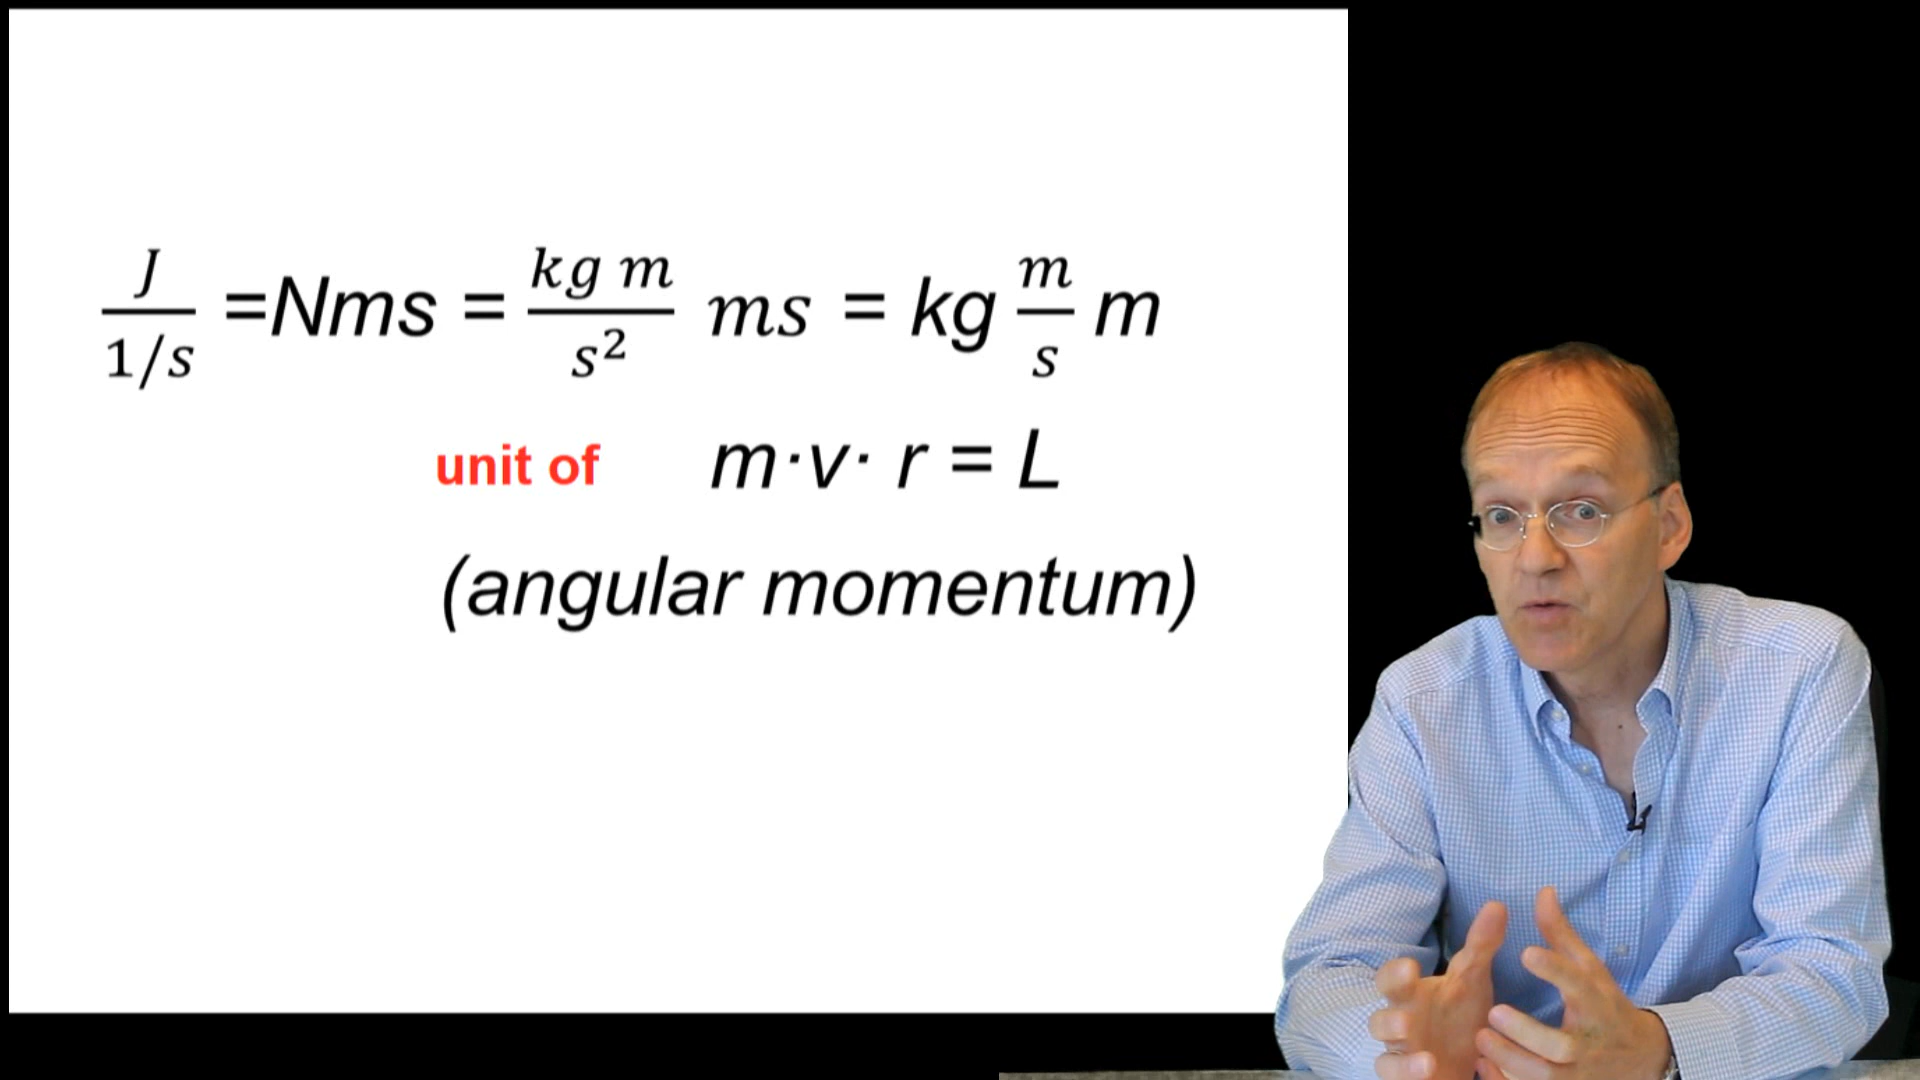 J/(1/s) =Nms = (kg m)/s² ms = kg m/s m
unit of m·v· r = L
(angular momentum)